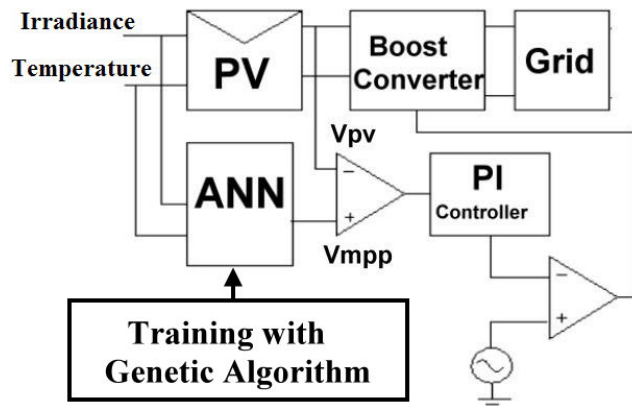 Irradiance
Temperature
PV
Boost
Converter
Grid
Vpv
ANN
−
+
Vmpp
PI
Controller
−
+
Training with
Genetic Algorithm